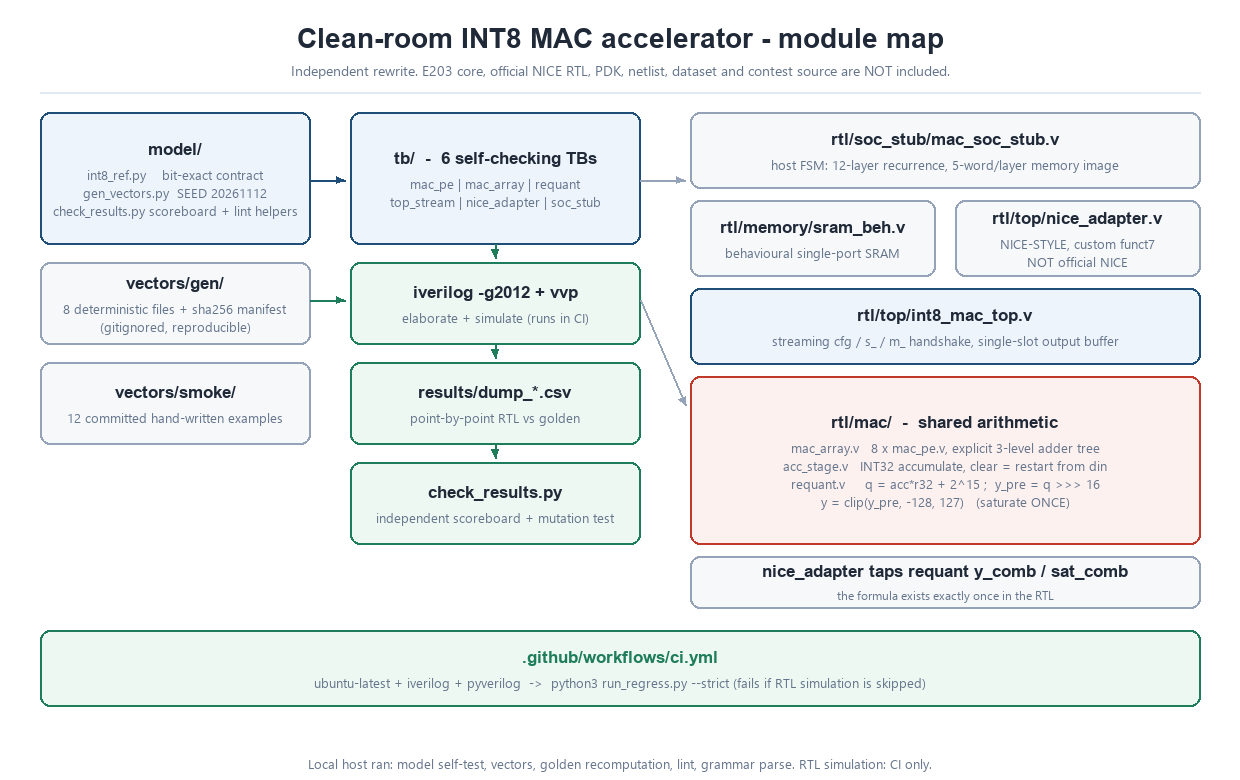 Clean-room INT8 MAC accelerator - module map
Independent rewrite. E203 core, official NICE RTL, PDK, netlist, dataset and contest source are NOT included.
model/
int8_ref.py bit-exact contract
gen_vectors.py SEED 20261112
check_results.py scoreboard + lint helpers
tb/ - 6 self-checking TBs
mac_pe | mac_array | requant
top_stream | nice_adapter | soc_stub
rtl/soc_stub/mac_soc_stub.v
host FSM: 12-layer recurrence, 5-word/layer memory image
rtl/memory/sram_beh.v
behavioural single-port SRAM
rtl/top/nice_adapter.v
NICE-STYLE, custom funct7
NOT official NICE
vectors/gen/
8 deterministic files + sha256 manifest
(gitignored, reproducible)
iverilog -g2012 + vvp
elaborate + simulate (runs in CI)
rtl/top/int8_mac_top.v
streaming cfg / s_ / m_ handshake, single-slot output buffer
vectors/smoke/
12 committed hand-written examples
results/dump_*.csv
point-by-point RTL vs golden
rtl/mac/ - shared arithmetic
mac_array.v 8 x mac_pe.v, explicit 3-level adder tree
acc_stage.v INT32 accumulate, clear = restart from din
requant.v q = acc*r32 + 2^15 ; y_pre = q >>> 16
y = clip(y_pre, -128, 127) (saturate ONCE)
check_results.py
independent scoreboard + mutation test
nice_adapter taps requant y_comb / sat_comb
the formula exists exactly once in the RTL
.github/workflows/ci.yml
ubuntu-latest + iverilog + pyverilog -> python3 run_regress.py --strict (fails if RTL simulation is skipped)
Local host ran: model self-test, vectors, golden recomputation, lint, grammar parse. RTL simulation: CI only.